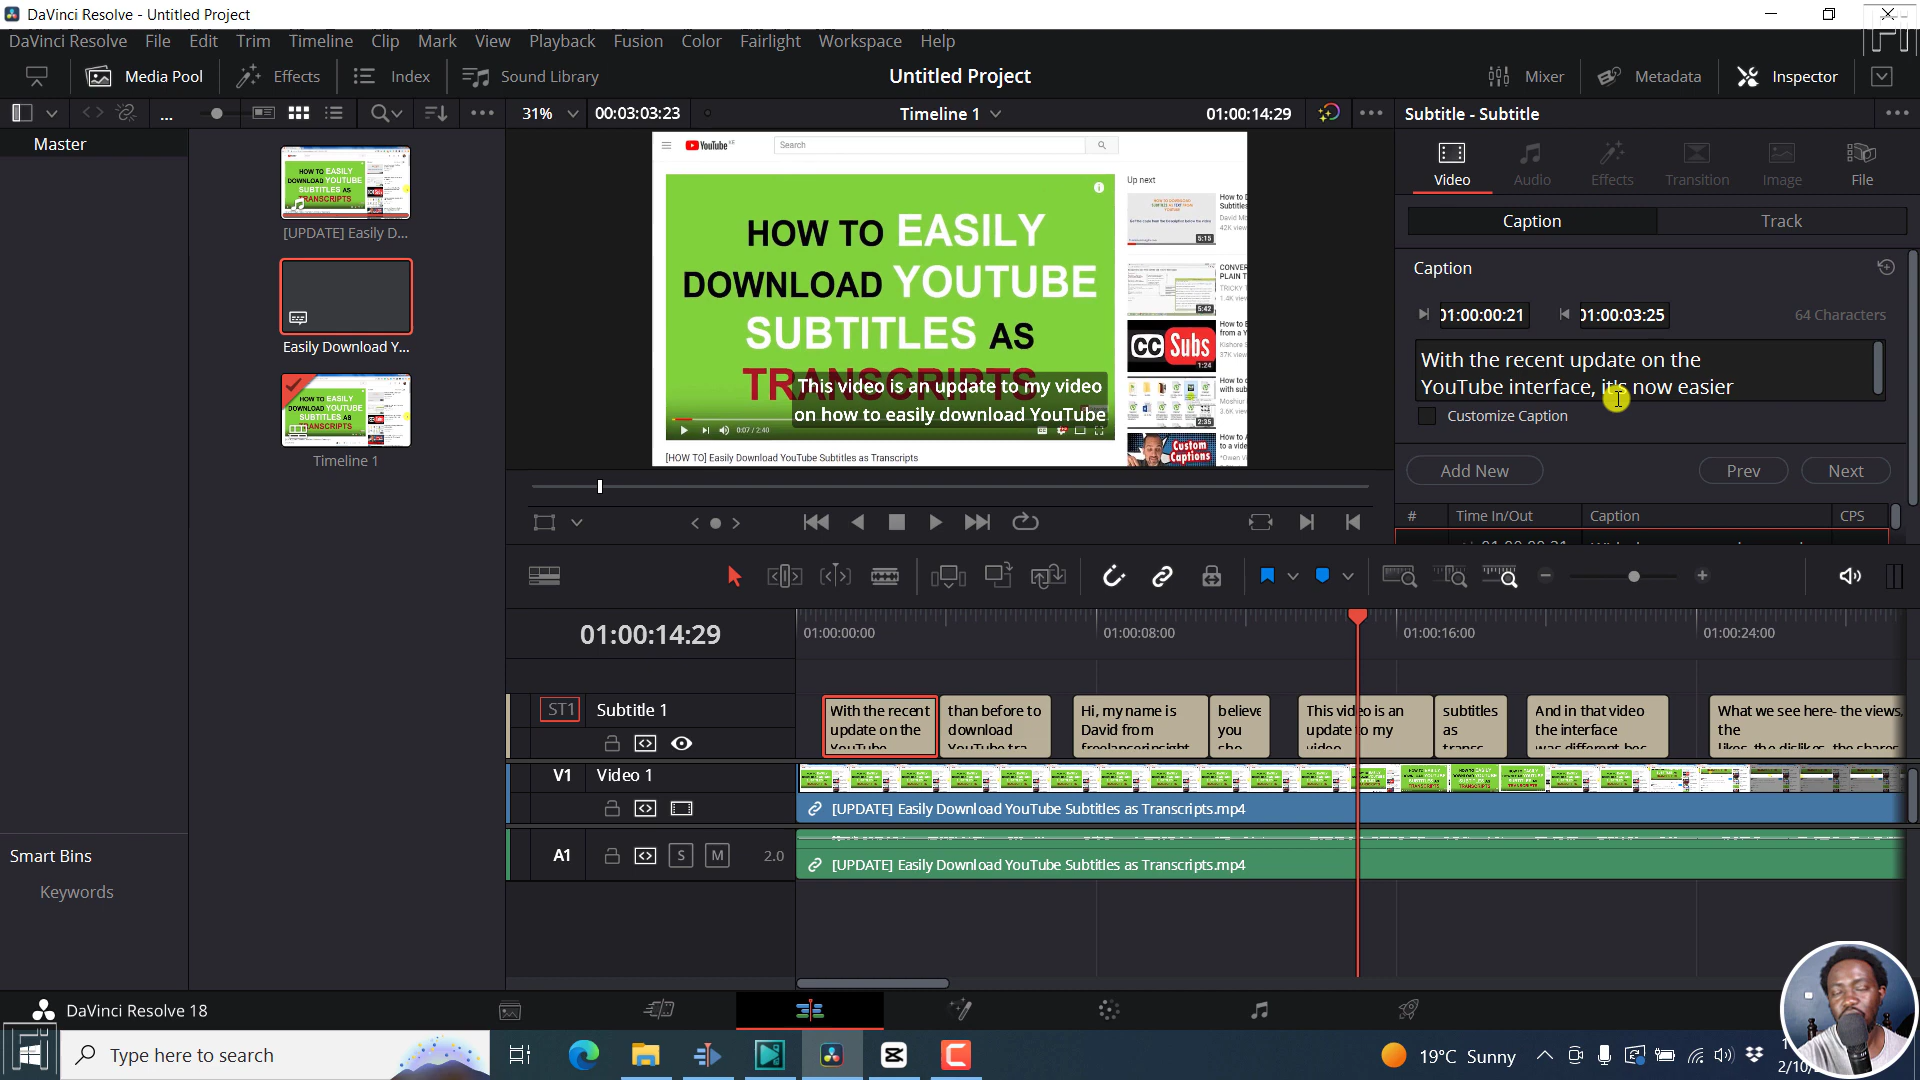 DaVinci Resolve - Untitled Project
DaVinci Resolve File Edit Trim Timeline Clip Mark View Playback Fusion Color Fairlight Workspace Help
Media Pool Effects Index Sound Library Untitled Project Mixer Metadata Inspector
31% 00:03:03:23 Timeline 1 01:00:14:29 Subtitle - Subtitle
Master
[UPDATE] Easily D...
Easily Download Y...
Timeline 1
YouTube
Search
Up next
HOW TO EASILY
DOWNLOAD YOUTUBE
SUBTITLES AS
TRANSCRIPTS
This video is an update to my video
on how to easily download YouTube
0:07 / 2:40
[HOW TO] Easily Download YouTube Subtitles as Transcripts
5:15
5:42
CC Subs
1:24
2:35
Custom
Captions
Video Audio Effects Transition Image File
Caption Track
Caption
01:00:00:21 01:00:03:25 64 Characters
With the recent update on the
YouTube interface, it's now easier
Customize Caption
Add New Prev Next
# Time In/Out Caption CPS
01:00:14:29
01:00:00:00 01:00:08:00 01:00:16:00 01:00:24:00
ST1 Subtitle 1
With the recent
update on the
YouTube
than before to
download
YouTube tra
Hi, my name is
David from
freelancerinsight
believe
you
sho
This video is an
update to my
video
subtitles
as
transc
And in that video
the interface
was different bec
What we see here- the views,
the
likes, the dislikes, the shares
V1 Video 1
[UPDATE] Easily Download YouTube Subtitles as Transcripts.mp4
A1 S M 2.0
[UPDATE] Easily Download YouTube Subtitles as Transcripts.mp4
Smart Bins
Keywords
DaVinci Resolve 18
Type here to search
19°C Sunny